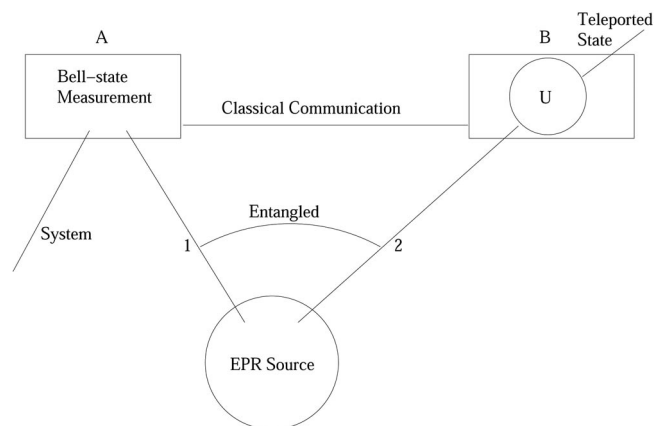 Teleported
State
A
B
Bell–state
Measurement
U
Classical Communication
Entangled
System
1
2
EPR Source